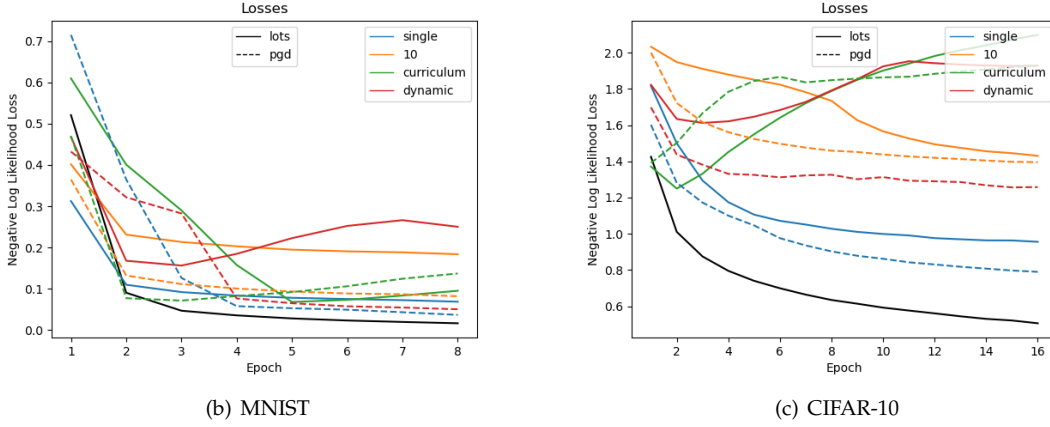 Losses
0.7
0.6
0.5
0.4
0.3
0.2
0.1
0.0
Negative Log Likelihood Loss
lots
pgd
single
10
curriculum
dynamic
1 2 3 4 5 6 7 8
Epoch
(b) MNIST
Losses
2.0
1.8
1.6
1.4
1.2
1.0
0.8
0.6
Negative Log Likelihood Loss
lots
pgd
single
10
curriculum
dynamic
2 4 6 8 10 12 14 16
Epoch
(c) CIFAR-10